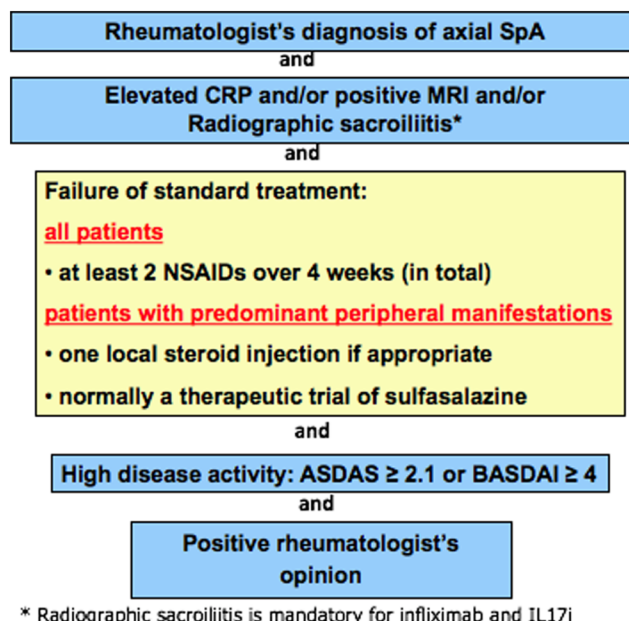 Rheumatologist's diagnosis of axial SpA
and
Elevated CRP and/or positive MRI and/or
Radiographic sacroiliitis*
and
Failure of standard treatment:
all patients
• at least 2 NSAIDs over 4 weeks (in total)
patients with predominant peripheral manifestations
• one local steroid injection if appropriate
• normally a therapeutic trial of sulfasalazine
and
High disease activity: ASDAS ≥ 2.1 or BASDAI ≥ 4
and
Positive rheumatologist's
opinion
* Radiographic sacroiliitis is mandatory for infliximab and IL17i